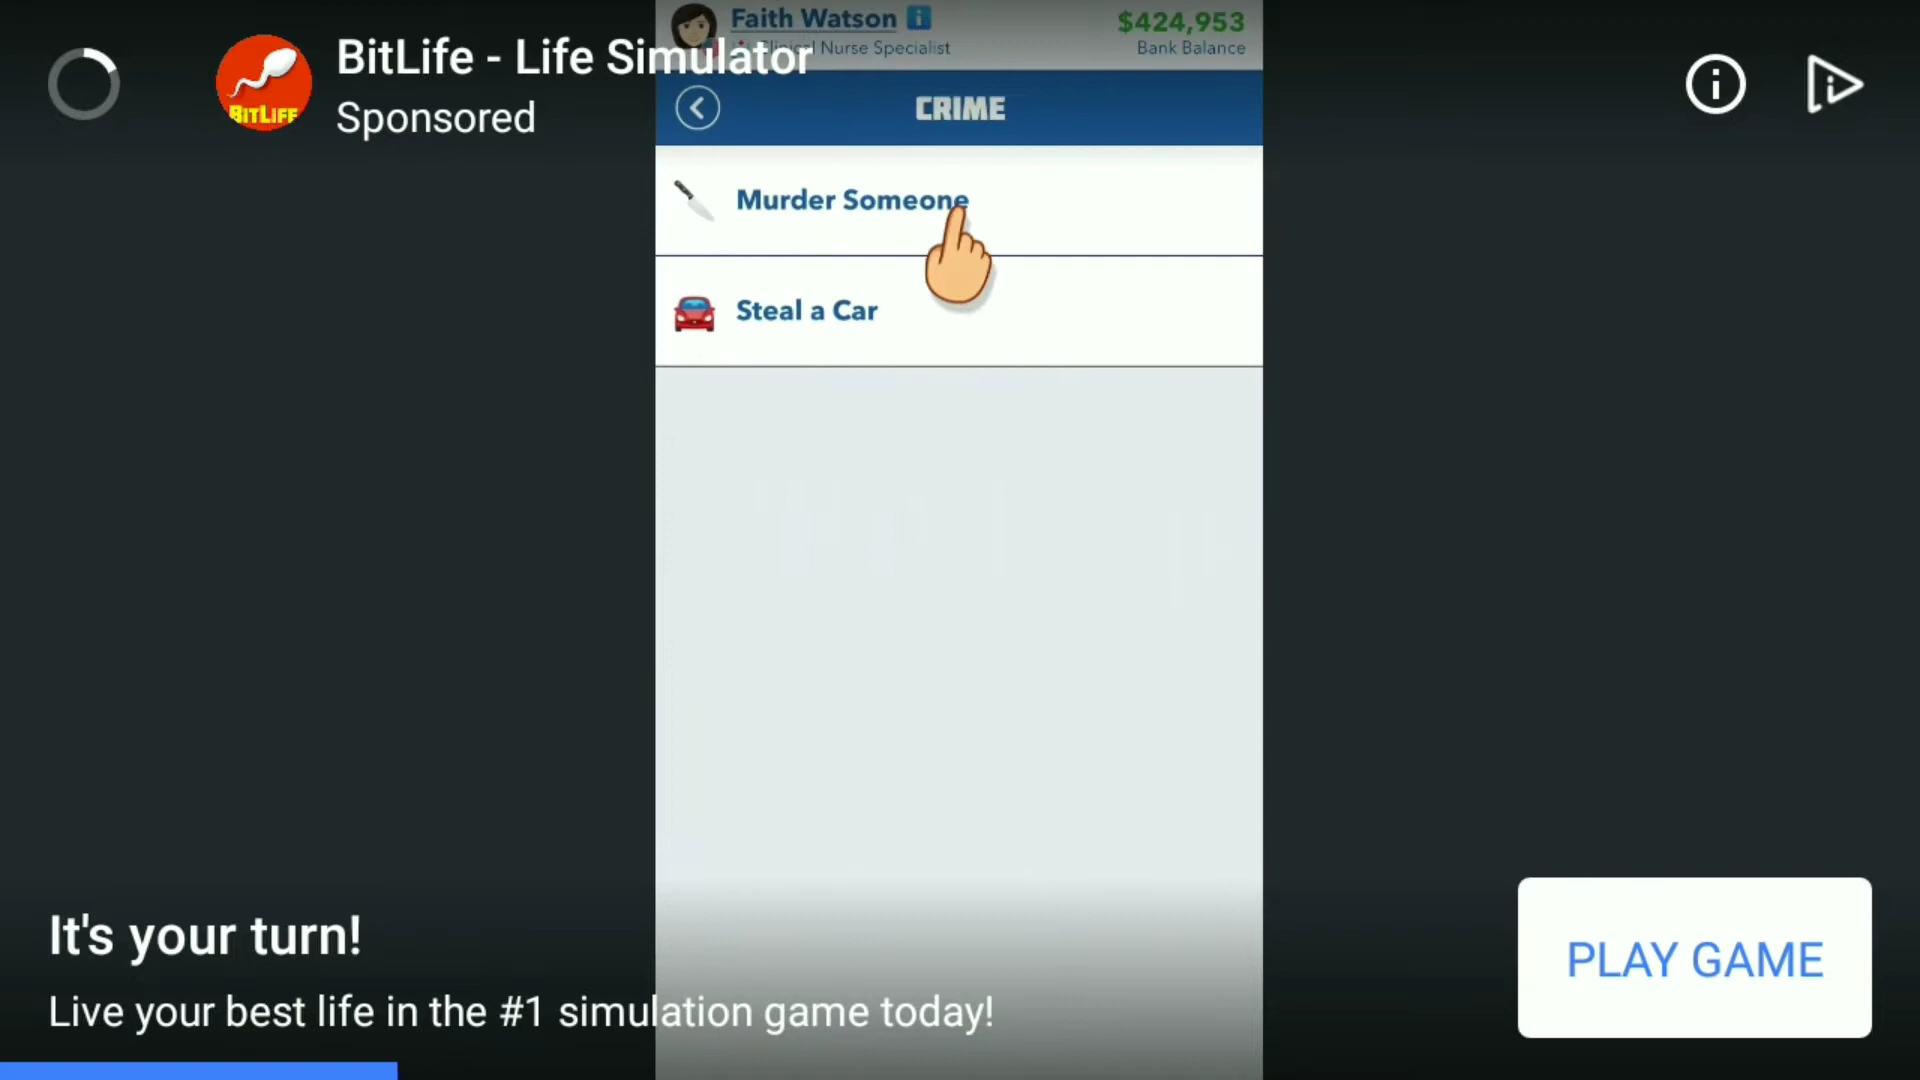 Faith Watson
$424,953
Clinical Nurse Specialist
Bank Balance
BitLife - Life Simulator
Sponsored
BITLIFE
CRIME
Murder Someone
Steal a Car
It's your turn!
Live your best life in the #1 simulation game today!
PLAY GAME